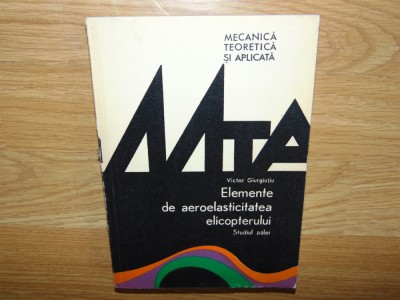 MECANICĂ
TEORETICĂ
ȘI APLICATĂ
MTA
Victor Giurgiuțiu
Elemente
de aeroelasticitatea
elicopterului
Studiul palei